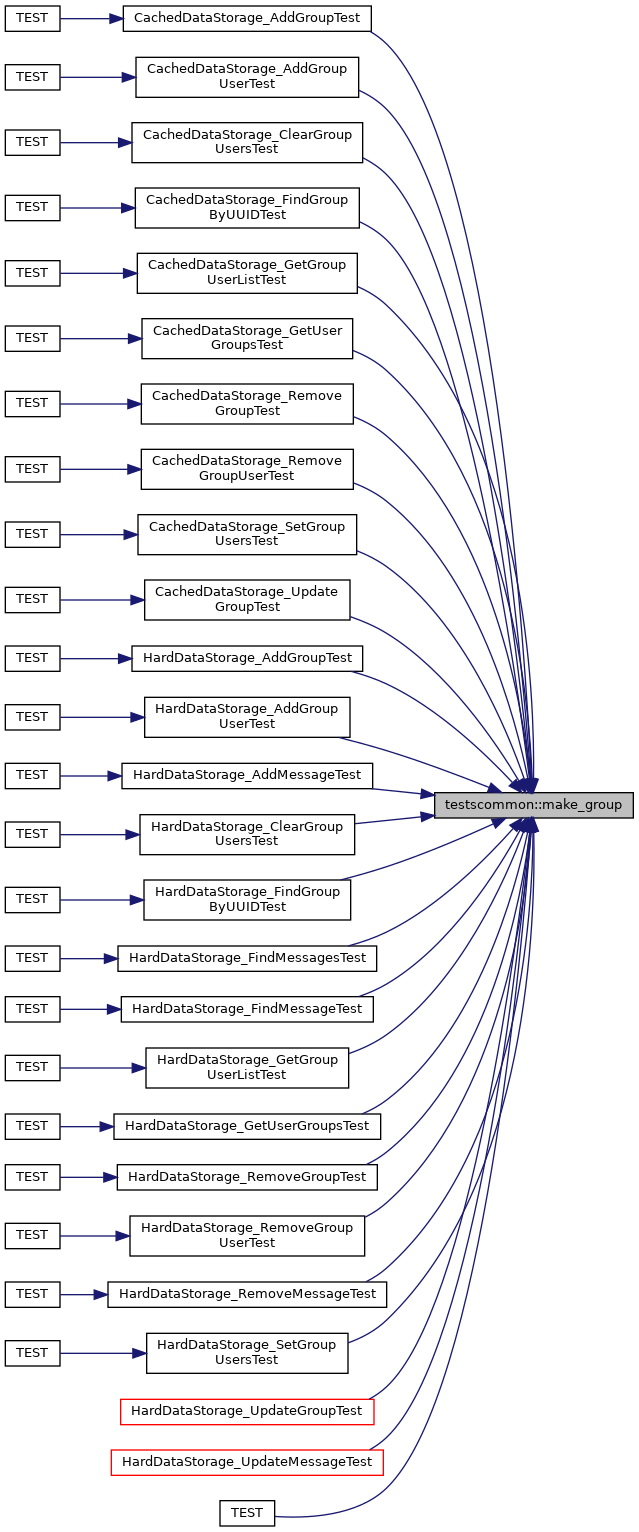 TEST
CachedDataStorage_AddGroupTest
TEST
CachedDataStorage_AddGroup
UserTest
TEST
CachedDataStorage_ClearGroup
UsersTest
TEST
CachedDataStorage_FindGroup
ByUUIDTest
TEST
CachedDataStorage_GetGroup
UserListTest
TEST
CachedDataStorage_GetUser
GroupsTest
TEST
CachedDataStorage_Remove
GroupTest
TEST
CachedDataStorage_Remove
GroupUserTest
TEST
CachedDataStorage_SetGroup
UsersTest
TEST
CachedDataStorage_Update
GroupTest
TEST
HardDataStorage_AddGroupTest
TEST
HardDataStorage_AddGroup
UserTest
TEST
HardDataStorage_AddMessageTest
testscommon::make_group
TEST
HardDataStorage_ClearGroup
UsersTest
TEST
HardDataStorage_FindGroup
ByUUIDTest
TEST
HardDataStorage_FindMessagesTest
TEST
HardDataStorage_FindMessageTest
TEST
HardDataStorage_GetGroup
UserListTest
TEST
HardDataStorage_GetUserGroupsTest
TEST
HardDataStorage_RemoveGroupTest
TEST
HardDataStorage_RemoveGroup
UserTest
TEST
HardDataStorage_RemoveMessageTest
TEST
HardDataStorage_SetGroup
UsersTest
HardDataStorage_UpdateGroupTest
HardDataStorage_UpdateMessageTest
TEST